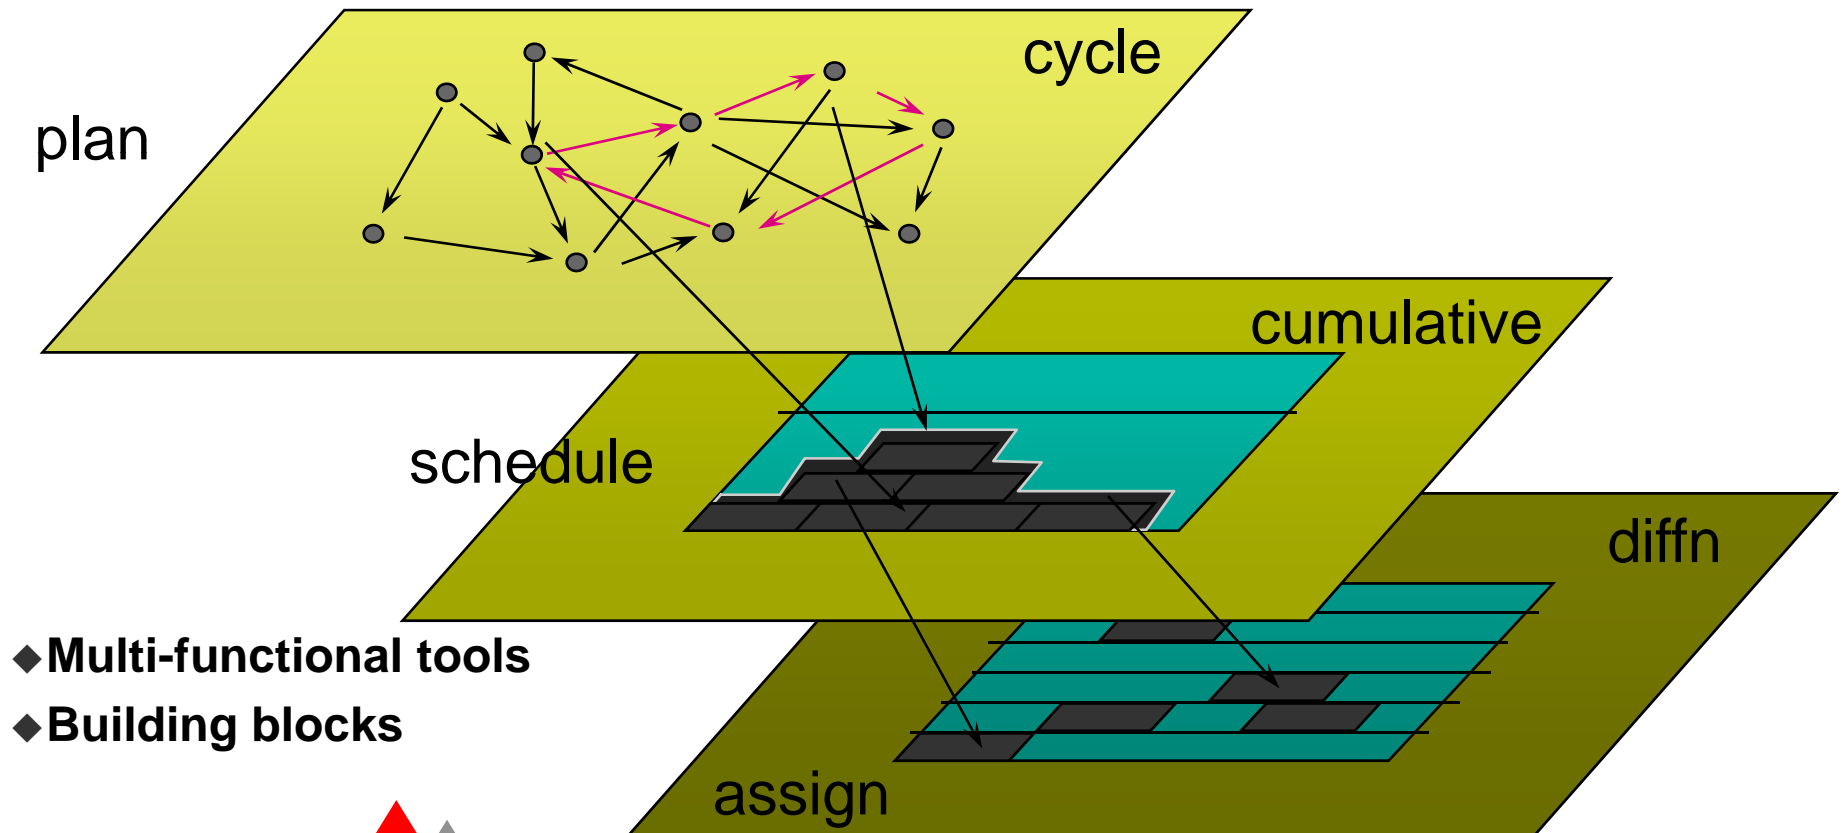 cycle
plan
cumulative
schedule
diffn
Multi-functional tools
Building blocks
assign